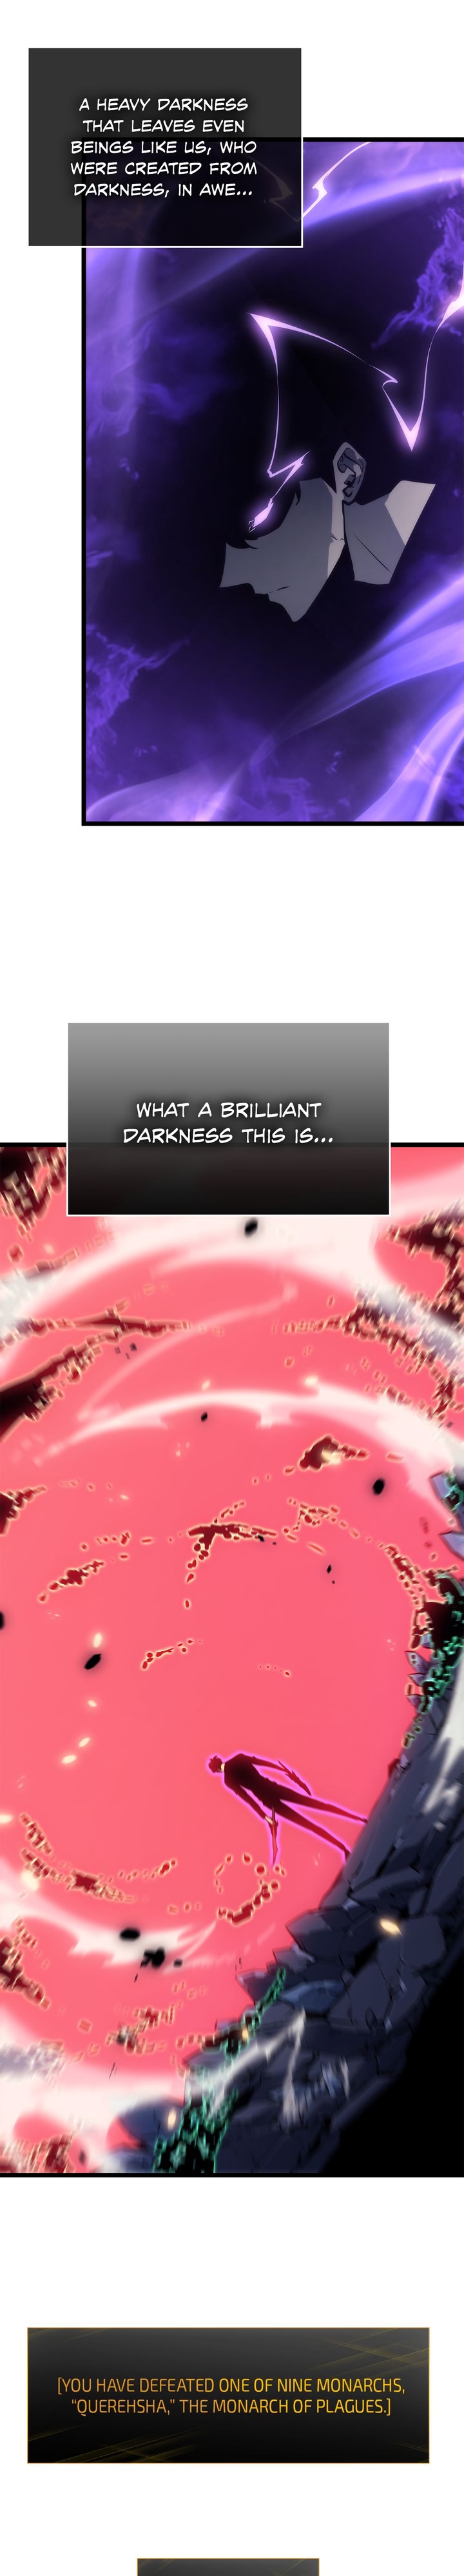 A HEAVY DARKNESS
THAT LEAVES EVEN
BEINGS LIKE US, WHO
WERE CREATED FROM
DARKNESS, IN AWE...
WHAT A BRILLIANT
DARKNESS THIS IS...
[YOU HAVE DEFEATED ONE OF NINE MONARCHS,
“QUEREHSHA,” THE MONARCH OF PLAGUES.]